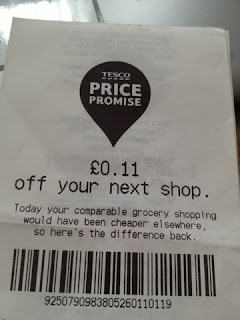 TESCO
PRICE
PROMISE
£0.11
off your next shop.
Today your comparable grocery shopping
would have been cheaper elsewhere,
so here's the difference back.
9250790983805260110119